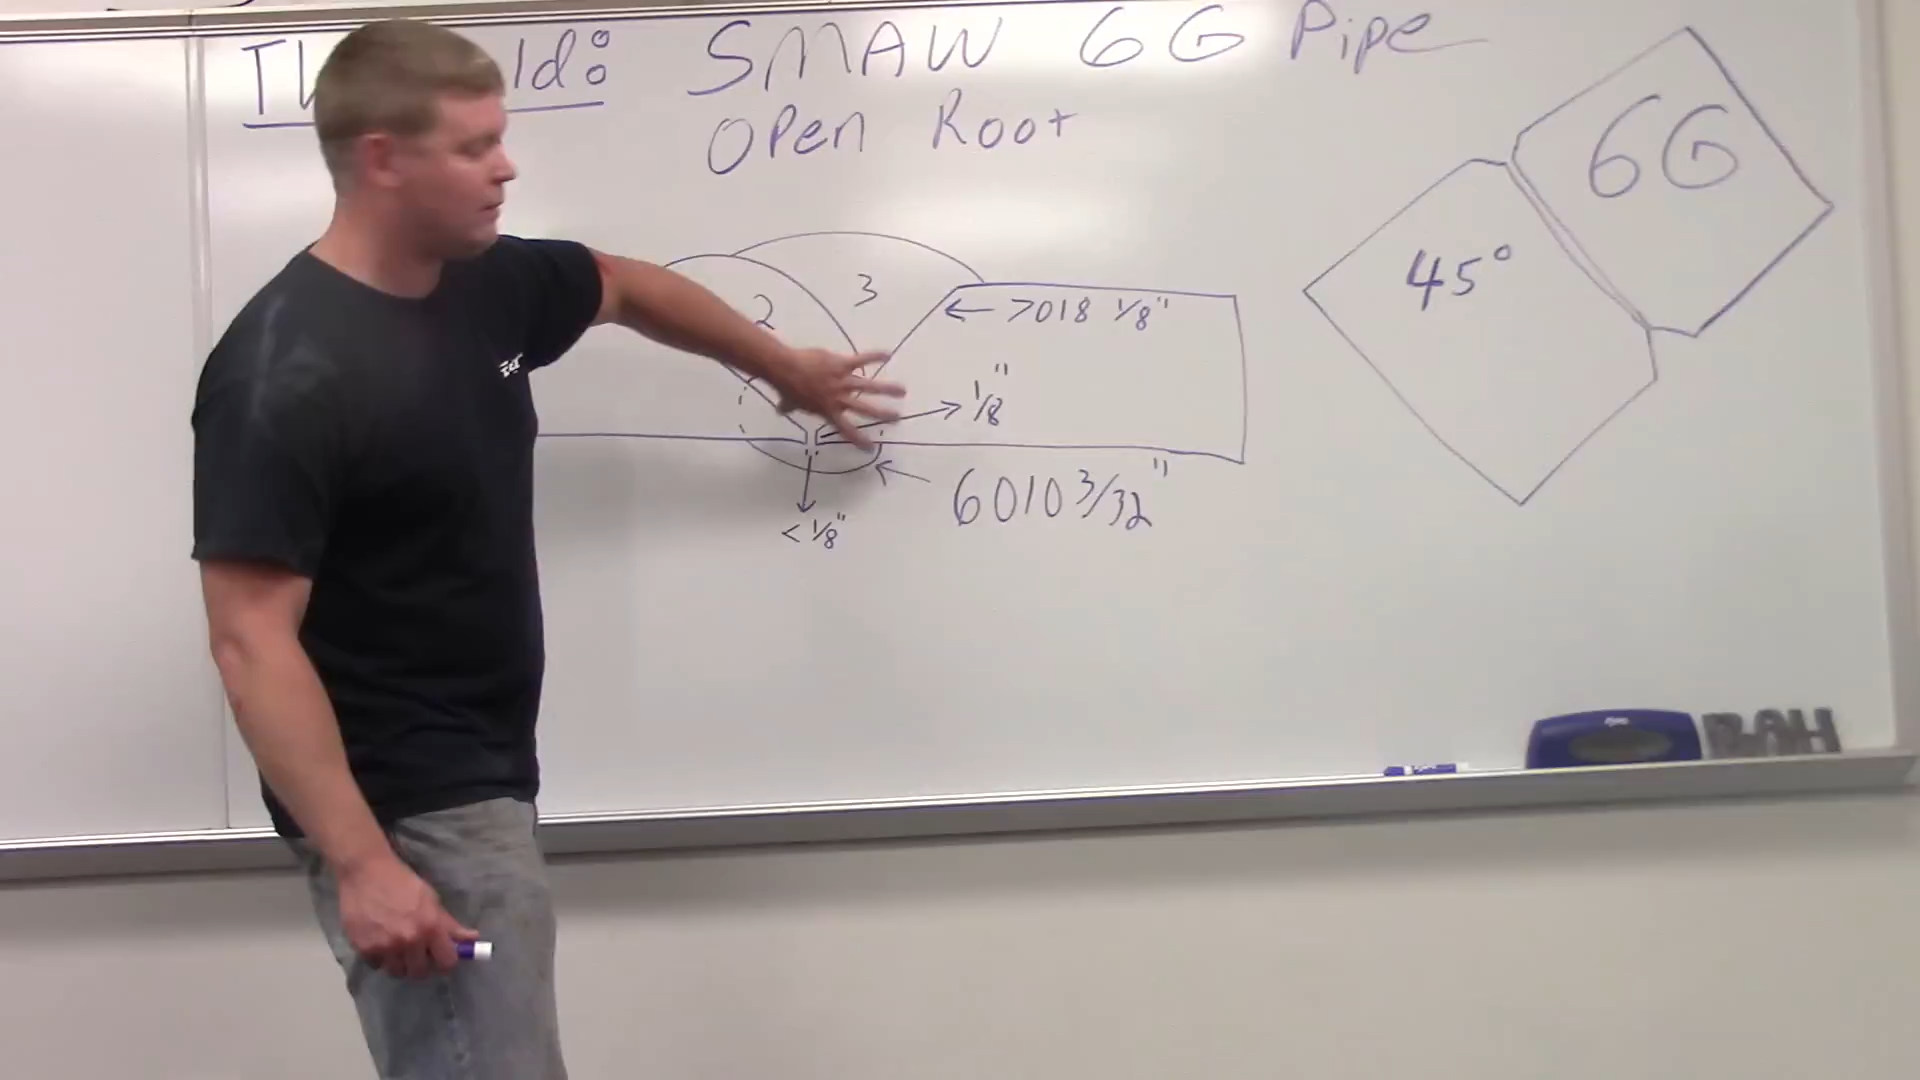 SMAW 6G Pipe
Open Root
6G
45°
2
3
7018 1/8"
1/8"
6010 3/32"
< 1/8"